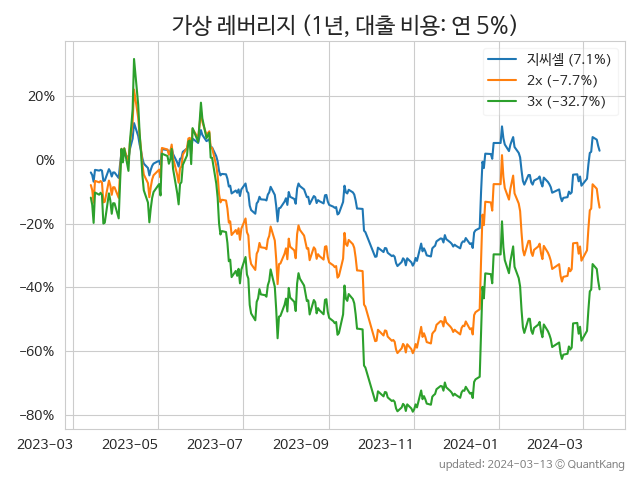 가상 레버리지 (1년, 대출 비용: 연 5%)
지씨셀 (7.1%)
2x (−7.7%)
3x (−32.7%)
20%
0%
−20%
−40%
−60%
−80%
2023-03
2023-05
2023-07
2023-09
2023-11
2024-01
2024-03
updated: 2024-03-13 © QuantKang